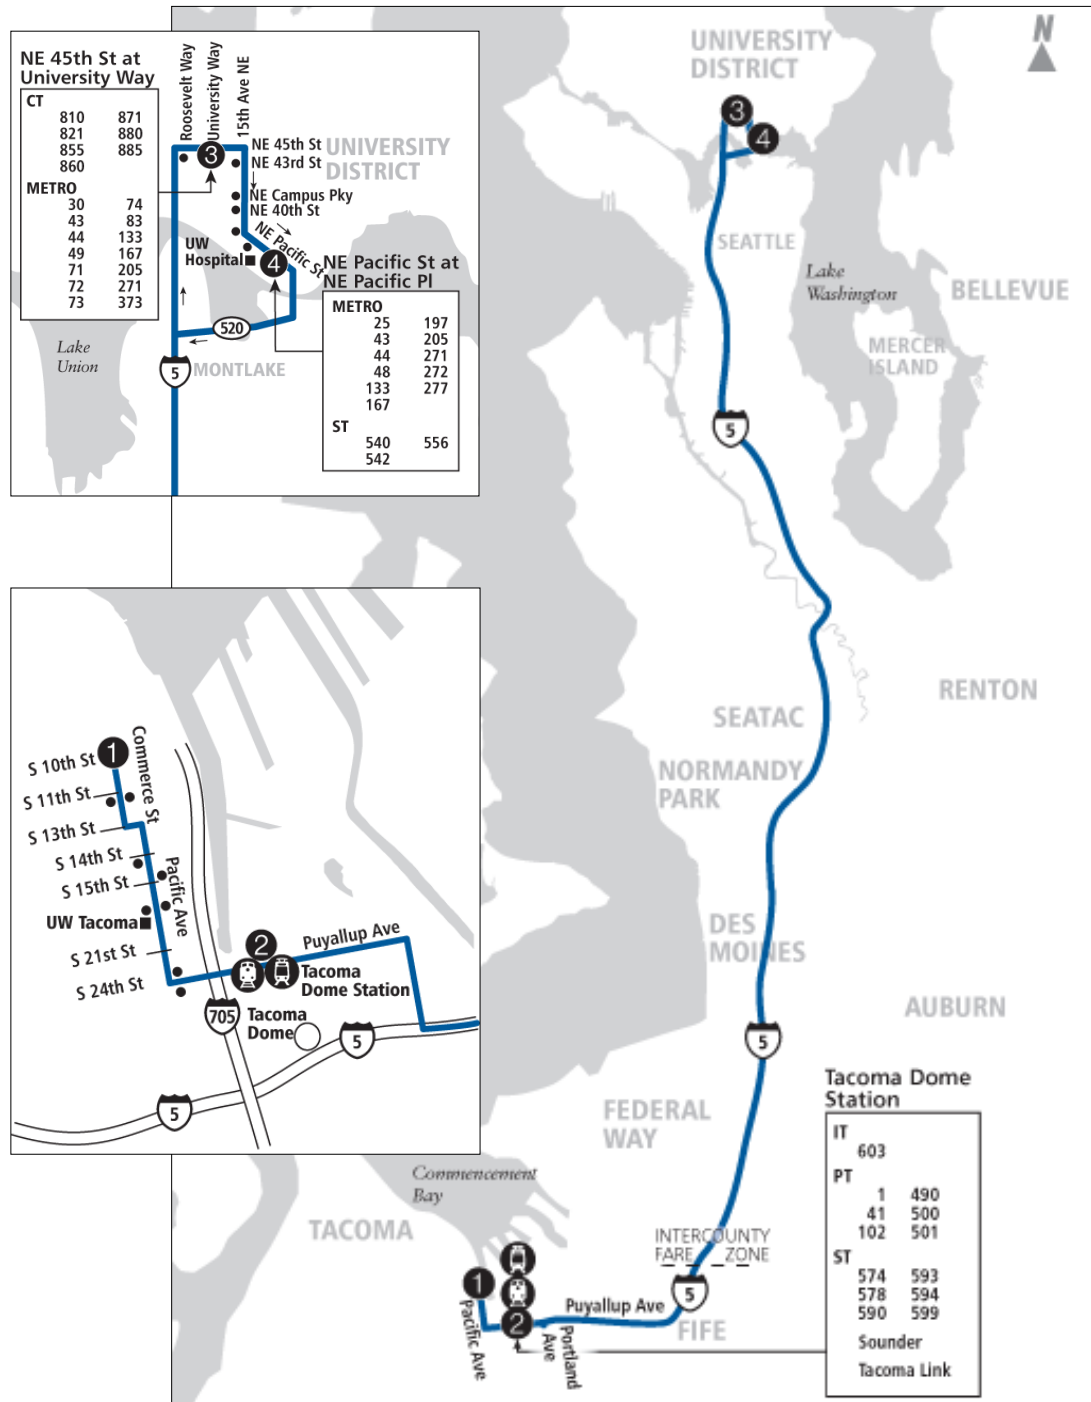 N
UNIVERSITY
DISTRICT
3
4
SEATTLE
Lake
Washington
BELLEVUE
MERCER
ISLAND
5
RENTON
SEATAC
NORMANDY
PARK
DES
MOINES
AUBURN
5
FEDERAL
WAY
Commencement
Bay
TACOMA
INTERCOUNTY
FARE ZONE
1
2
5
Puyallup Ave
FIFE
Pacific Ave
Portland
Ave
Tacoma Dome
Station
IT
603
PT
1 490
41 500
102 501
ST
574 593
578 594
590 599
Sounder
Tacoma Link
NE 45th St at
University Way
CT
810 871
821 880
855 885
860
METRO
30 74
43 83
44 133
49 167
71 205
72 271
73 373
Roosevelt Way
University Way
15th Ave NE
3
NE 45th St
NE 43rd St
UNIVERSITY
DISTRICT
NE Campus Pky
NE 40th St
NE Pacific St
UW
Hospital
4
520
5
MONTLAKE
Lake
Union
NE Pacific St at
NE Pacific Pl
METRO
25 197
43 205
44 271
48 272
133 277
167
ST
540 556
542
1
Commerce St
S 10th St
S 11th St
S 13th St
S 14th St
S 15th St
Pacific Ave
UW Tacoma
S 21st St
S 24th St
2
Puyallup Ave
Tacoma
Dome Station
705
Tacoma
Dome
5
5